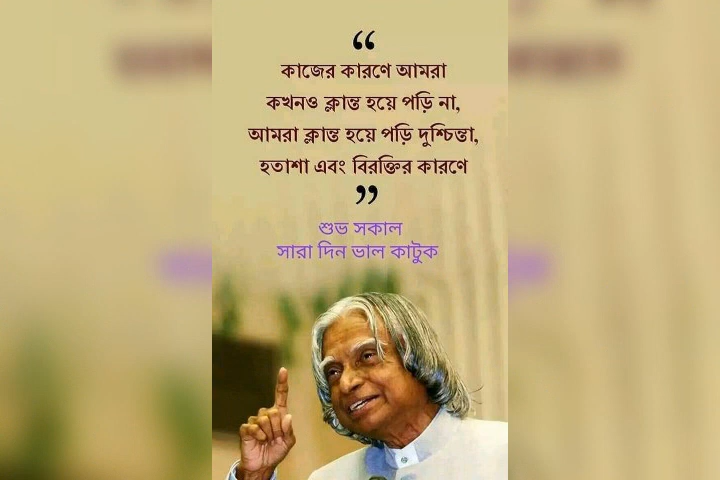 “
কাজের কারণে আমরা
কখনও ক্লান্ত হয়ে পড়ি না,
আমরা ক্লান্ত হয়ে পড়ি দুশ্চিন্তা,
হতাশা এবং বিরক্তির কারণে
”
শুভ সকাল
সারা দিন ভাল কাটুক